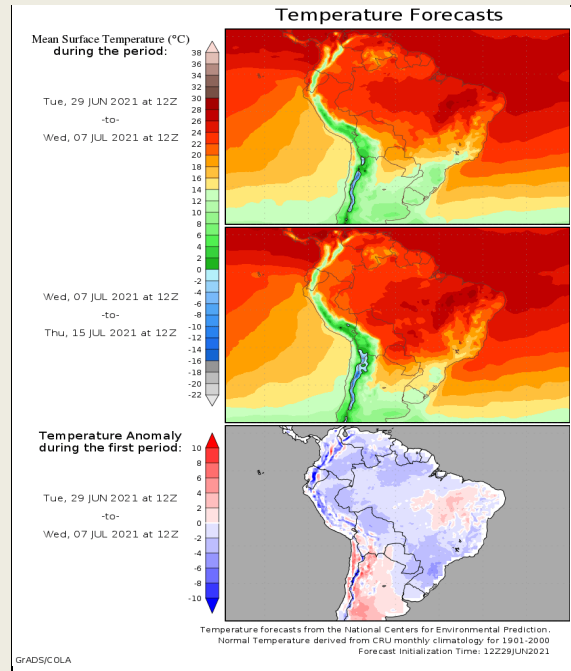 Temperature Forecasts
Mean Surface Temperature (°C)
during the period:
38
36
34
32
30
28
26
24
22
20
18
16
14
12
10
8
6
4
2
0
-2
-4
-6
-8
-10
-12
-14
-16
-18
-20
-22
Tue, 29 JUN 2021 at 12Z
-to-
Wed, 07 JUL 2021 at 12Z
Wed, 07 JUL 2021 at 12Z
-to-
Thu, 15 JUL 2021 at 12Z
Temperature Anomaly
during the first period:
10
8
6
4
2
0
-2
-4
-6
-8
-10
Tue, 29 JUN 2021 at 12Z
-to-
Wed, 07 JUL 2021 at 12Z
Temperature forecasts from the National Centers for Environmental Prediction.
Normal Temperature derived from CRU monthly climatology for 1901-2000
Forecast Initialization Time: 12Z29JUN2021
GrADS/COLA